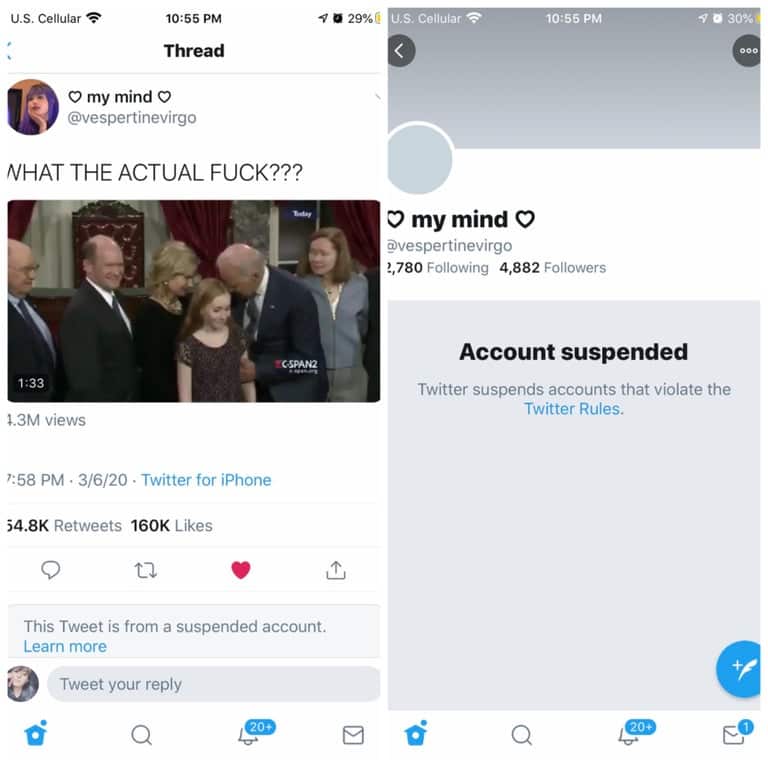 U.S. Cellular 10:55 PM 29%
Thread
♡ my mind ♡
@vespertinevirgo
WHAT THE ACTUAL FUCK???
Today
C-SPAN2
c-span.org
1:33
4.3M views
7:58 PM · 3/6/20 · Twitter for iPhone
54.8K Retweets 160K Likes
This Tweet is from a suspended account.
Learn more
Tweet your reply
20+
U.S. Cellular 10:55 PM 30%
♡ my mind ♡
@vespertinevirgo
2,780 Following 4,882 Followers
Account suspended
Twitter suspends accounts that violate the
Twitter Rules.
20+ 1